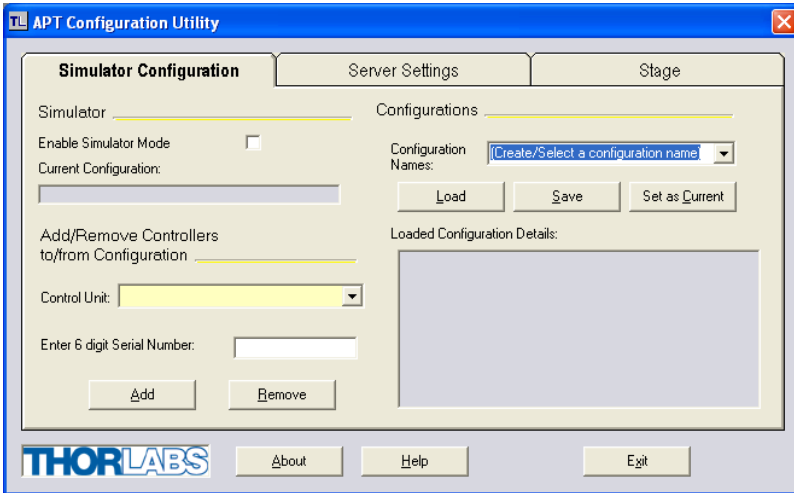 TL APT Configuration Utility
Simulator Configuration
Server Settings
Stage
Simulator
Enable Simulator Mode
Current Configuration:
Add/Remove Controllers
to/from Configuration
Control Unit:
Enter 6 digit Serial Number:
Add
Remove
Configurations
Configuration
Names:
(Create/Select a configuration name)
Load
Save
Set as Current
Loaded Configuration Details:
THORLABS
About
Help
Exit